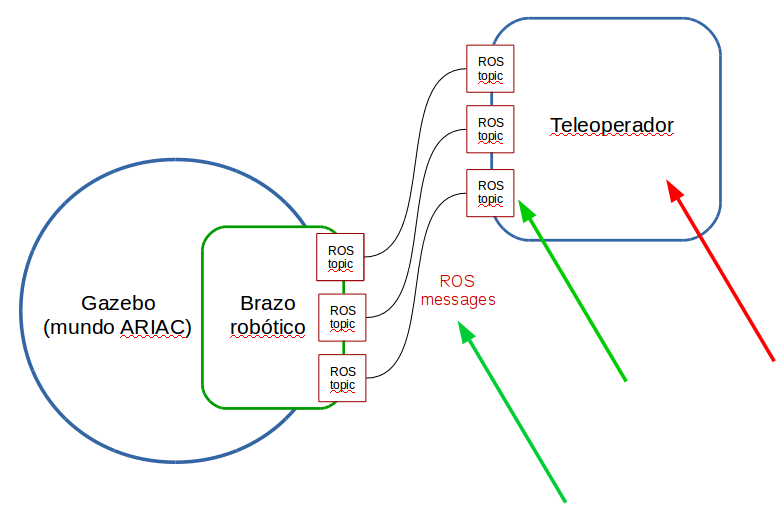 ROS
topic
ROS
topic
Teleoperador
ROS
topic
ROS
topic
Gazebo
(mundo ARIAC)
Brazo
robótico
ROS
topic
ROS
topic
ROS
messages